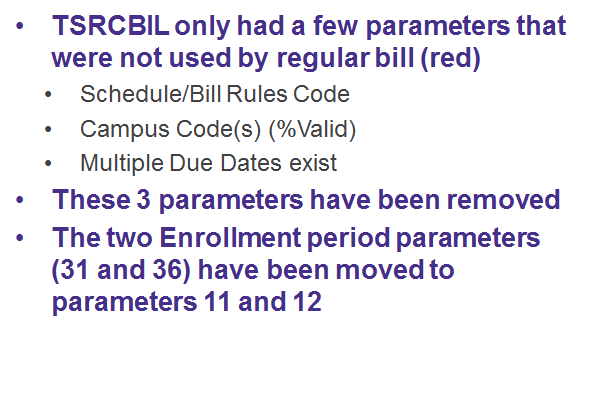 • TSRCBIL only had a few parameters that
were not used by regular bill (red)
• Schedule/Bill Rules Code
• Campus Code(s) (%Valid)
• Multiple Due Dates exist
• These 3 parameters have been removed
• The two Enrollment period parameters
(31 and 36) have been moved to
parameters 11 and 12